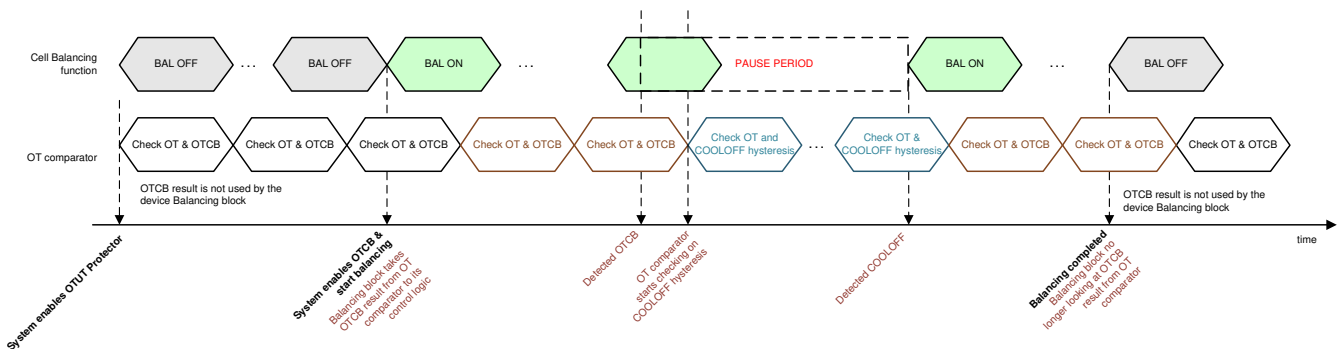 Cell Balancing
function
BAL OFF
...
BAL OFF
BAL ON
...
PAUSE PERIOD
BAL ON
...
BAL OFF
OT comparator
Check OT & OTCB
Check OT & OTCB
Check OT & OTCB
Check OT & OTCB
Check OT & OTCB
Check OT and
COOLOFF hysteresis
...
Check OT &
COOLOFF hysteresis
Check OT & OTCB
Check OT & OTCB
Check OT & OTCB
OTCB result is not used by the
device Balancing block
OTCB result is not used by the
device Balancing block
time
System enables OTUT Protector
System enables OTCB &
start balancing
Balancing block takes
OTCB result from OT
comparator to its
control logic
Detected OTCB
OT comparator
starts checking on
COOLOFF hysteresis
Detected COOLOFF
Balancing completed
Balancing block no
longer looking at OTCB
result from OT
comparator